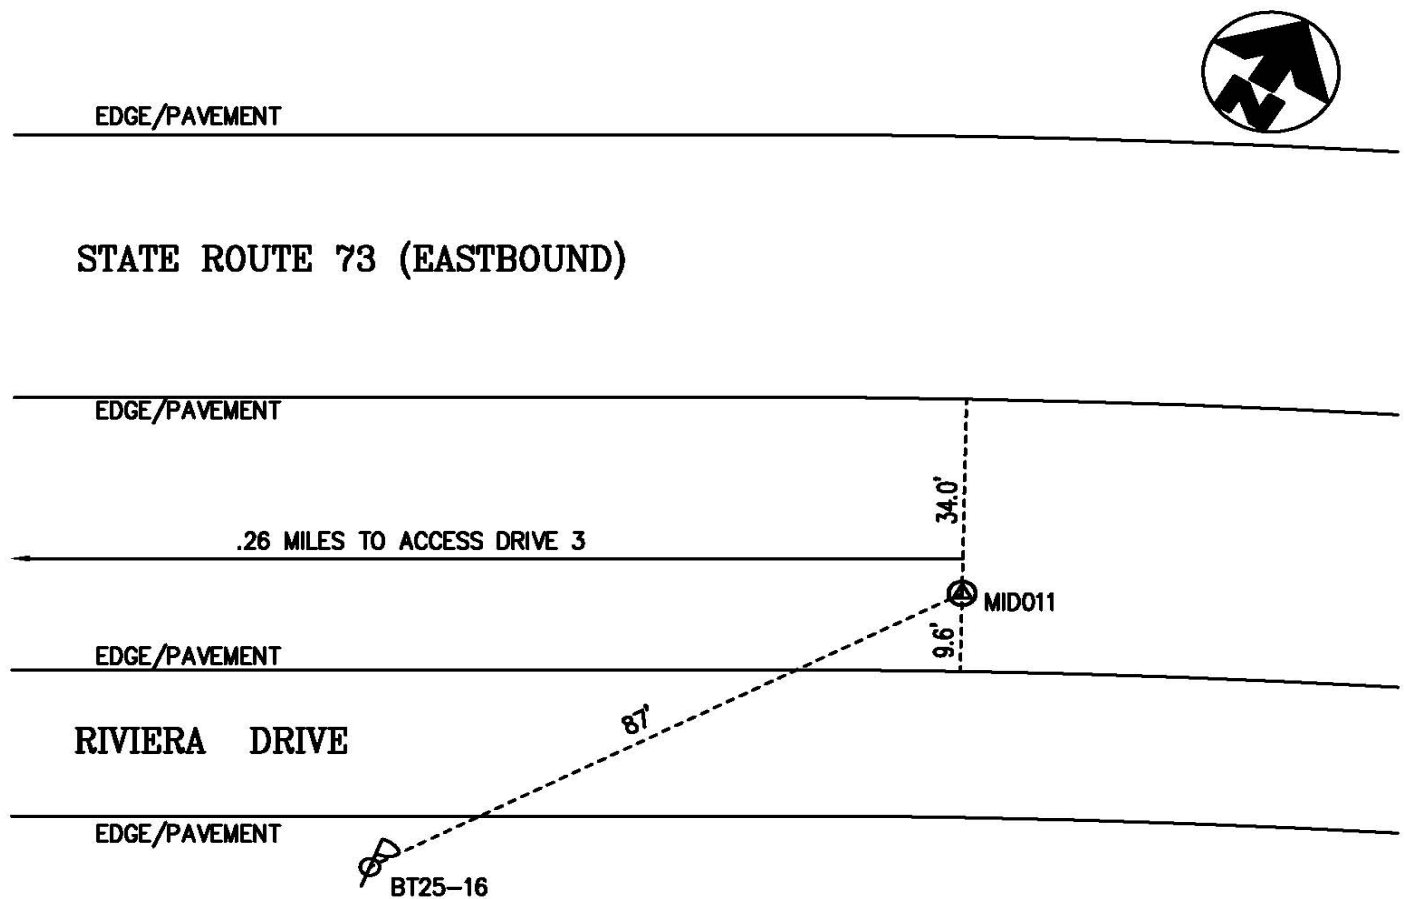 N
EDGE/PAVEMENT
STATE ROUTE 73 (EASTBOUND)
EDGE/PAVEMENT
34.0'
.26 MILES TO ACCESS DRIVE 3
MID011
9.6'
EDGE/PAVEMENT
87'
RIVIERA DRIVE
EDGE/PAVEMENT
BT25-16